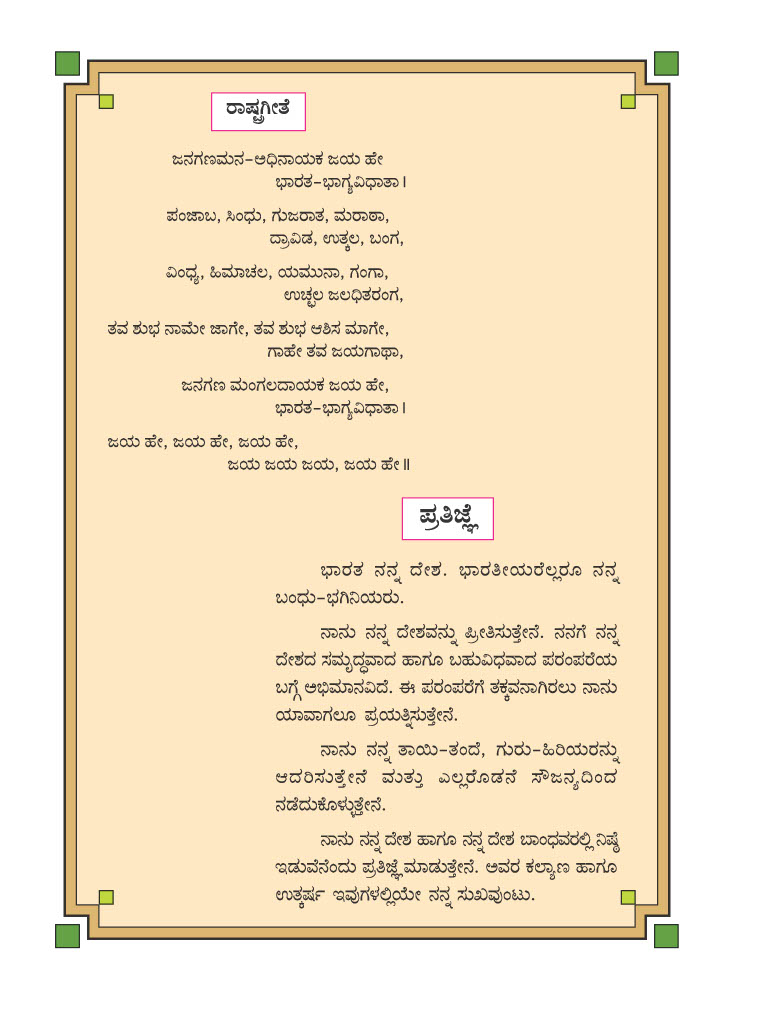 ರಾಷ್ಟ್ರಗೀತೆ
ಜನಗಣಮನ–ಅಧಿನಾಯಕ ಜಯ ಹೇ
ಭಾರತ–ಭಾಗ್ಯವಿಧಾತಾ।
ಪಂಜಾಬ, ಸಿಂಧು, ಗುಜರಾತ, ಮರಾಠಾ,
ದ್ರಾವಿಡ, ಉತ್ಕಲ, ಬಂಗ,
ವಿಂಧ್ಯ, ಹಿಮಾಚಲ, ಯಮುನಾ, ಗಂಗಾ,
ಉಚ್ಛಲ ಜಲಧಿತರಂಗ,
ತವ ಶುಭ ನಾಮೇ ಜಾಗೇ, ತವ ಶುಭ ಆಶಿಸ ಮಾಗೇ,
ಗಾಹೇ ತವ ಜಯಗಾಥಾ,
ಜನಗಣ ಮಂಗಲದಾಯಕ ಜಯ ಹೇ,
ಭಾರತ–ಭಾಗ್ಯವಿಧಾತಾ।
ಜಯ ಹೇ, ಜಯ ಹೇ, ಜಯ ಹೇ,
ಜಯ ಜಯ ಜಯ, ಜಯ ಹೇ॥
ಪ್ರತಿಜ್ಞೆ
ಭಾರತ ನನ್ನ ದೇಶ. ಭಾರತೀಯರೆಲ್ಲರೂ ನನ್ನ
ಬಂಧು–ಭಗಿನಿಯರು.
ನಾನು ನನ್ನ ದೇಶವನ್ನು ಪ್ರೀತಿಸುತ್ತೇನೆ. ನನಗೆ ನನ್ನ
ದೇಶದ ಸಮೃದ್ಧವಾದ ಹಾಗೂ ಬಹುವಿಧವಾದ ಪರಂಪರೆಯ
ಬಗ್ಗೆ ಅಭಿಮಾನವಿದೆ. ಈ ಪರಂಪರೆಗೆ ತಕ್ಕವನಾಗಿರಲು ನಾನು
ಯಾವಾಗಲೂ ಪ್ರಯತ್ನಿಸುತ್ತೇನೆ.
ನಾನು ನನ್ನ ತಾಯಿ–ತಂದೆ, ಗುರು–ಹಿರಿಯರನ್ನು
ಆದರಿಸುತ್ತೇನೆ ಮತ್ತು ಎಲ್ಲರೊಡನೆ ಸೌಜನ್ಯದಿಂದ
ನಡೆದುಕೊಳ್ಳುತ್ತೇನೆ.
ನಾನು ನನ್ನ ದೇಶ ಹಾಗೂ ನನ್ನ ದೇಶ ಬಾಂಧವರಲ್ಲಿ ನಿಷ್ಠೆ
ಇಡುವೆನೆಂದು ಪ್ರತಿಜ್ಞೆ ಮಾಡುತ್ತೇನೆ. ಅವರ ಕಲ್ಯಾಣ ಹಾಗೂ
ಉತ್ಕರ್ಷ ಇವುಗಳಲ್ಲಿಯೇ ನನ್ನ ಸುಖವುಂಟು.